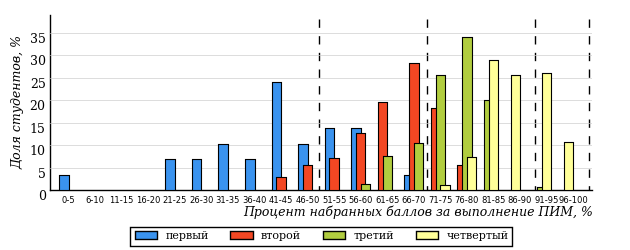 Доля студентов, %
35
30
25
20
15
10
5
0
0-5 6-10 11-15 16-20 21-25 26-30 31-35 36-40 41-45 46-50 51-55 56-60 61-65 66-70 71-75 76-80 81-85 86-90 91-95 96-100
Процент набранных баллов за выполнение ПИМ, %
первый второй третий четвертый